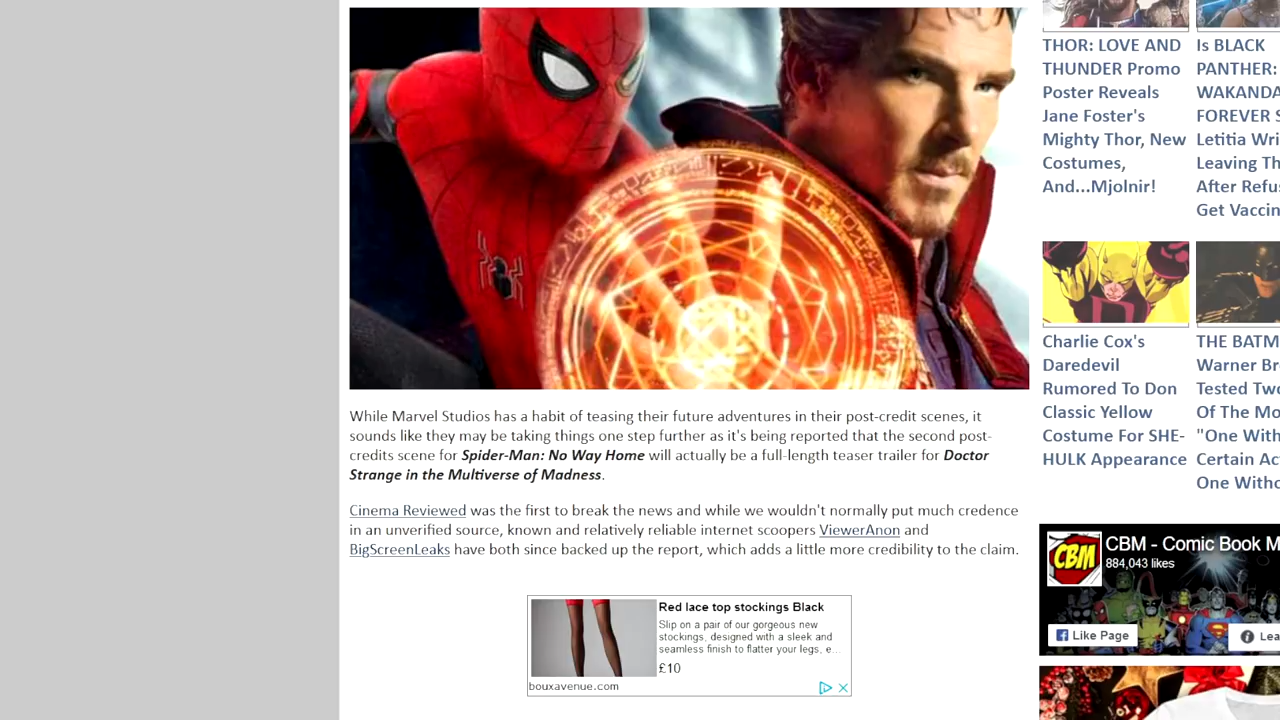 While Marvel Studios has a habit of teasing their future adventures in their post-credit scenes, it
sounds like they may be taking things one step further as it's being reported that the second post-
credits scene for Spider-Man: No Way Home will actually be a full-length teaser trailer for Doctor
Strange in the Multiverse of Madness.
Cinema Reviewed was the first to break the news and while we wouldn't normally put much credence
in an unverified source, known and relatively reliable internet scoopers ViewerAnon and
BigScreenLeaks have both since backed up the report, which adds a little more credibility to the claim.
Red lace top stockings Black
Slip on a pair of our gorgeous new
stockings, designed with a sleek and
seamless finish to flatter your legs, e...
£10
bouxavenue.com
THOR: LOVE AND
THUNDER Promo
Poster Reveals
Jane Foster's
Mighty Thor, New
Costumes,
And...Mjolnir!
Is BLACK
PANTHER:
WAKANDA
FOREVER S
Letitia Wri
Leaving Th
After Refus
Get Vaccin
Charlie Cox's
Daredevil
Rumored To Don
Classic Yellow
Costume For SHE-
HULK Appearance
THE BATM
Warner Br
Tested Two
Of The Mo
"One With
Certain Ac
One Witho
CBM
CBM - Comic Book M
884,043 likes
Like Page
Lea